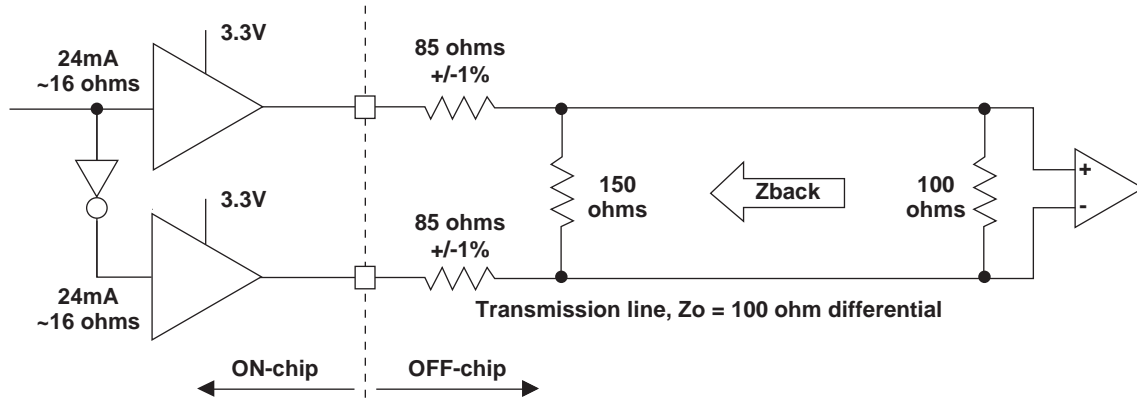 3.3V
24mA
~16 ohms
85 ohms
+/-1%
150
ohms
Zback
100
ohms
+
-
3.3V
85 ohms
+/-1%
24mA
~16 ohms
Transmission line, Zo = 100 ohm differential
ON-chip
OFF-chip